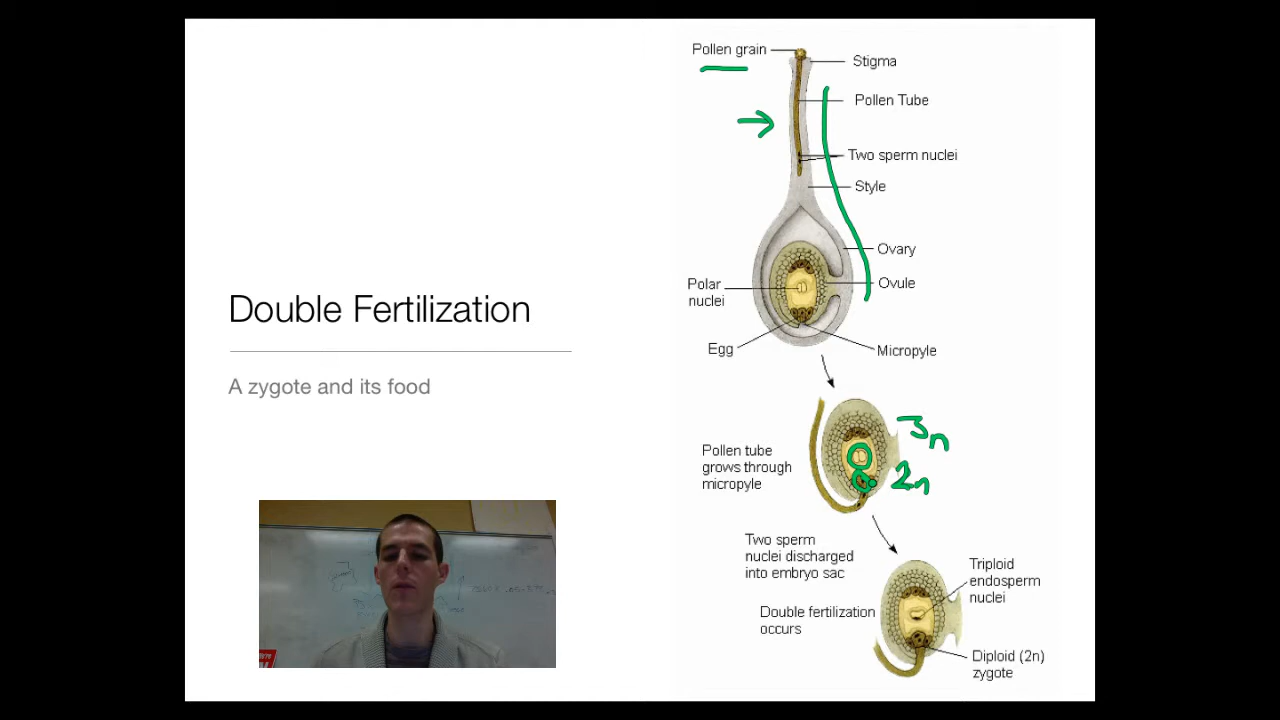 Double Fertilization
A zygote and its food
Pollen grain
Stigma
Pollen Tube
Two sperm nuclei
Style
Ovary
Polar
nuclei
Ovule
Egg
Micropyle
3n
2n
Pollen tube
grows through
micropyle
Two sperm
nuclei discharged
into embryo sac
Triploid
endosperm
nuclei
Double fertilization
occurs
Diploid (2n)
zygote